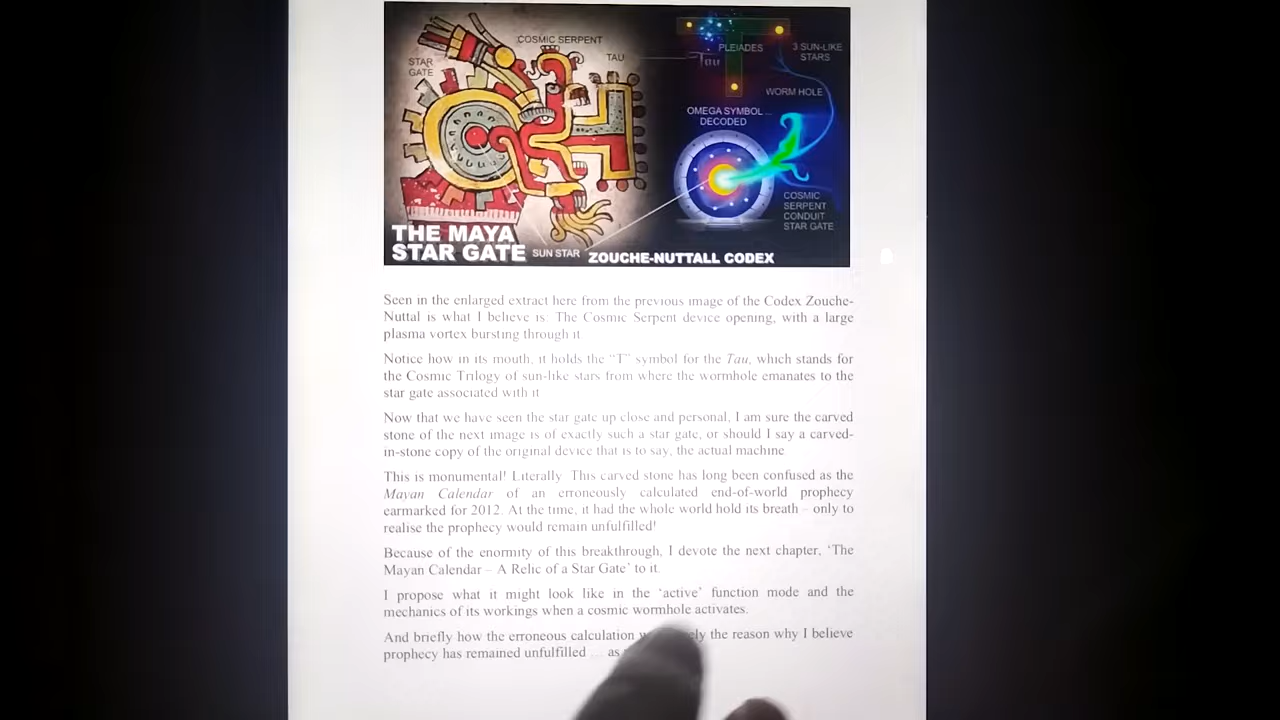 COSMIC SERPENT
STAR
GATE
TAU
Tau
PLEIADES
3 SUN-LIKE
STARS
WORM HOLE
OMEGA SYMBOL ...
DECODED
COSMIC
SERPENT
CONDUIT
STAR GATE
THE MAYA
STAR GATE
SUN STAR
ZOUCHE-NUTTALL CODEX
Seen in the enlarged extract here from the previous image of the Codex Zouche-
Nuttal is what I believe is: The Cosmic Serpent device opening, with a large
plasma vortex bursting through it
Notice how in its mouth, it holds the “T” symbol for the Tau, which stands for
the Cosmic Trilogy of sun-like stars from where the wormhole emanates to the
star gate associated with it
Now that we have seen the star gate up close and personal, I am sure the carved
stone of the next image is of exactly such a star gate, or should I say a carved-
in-stone copy of the original device that is to say, the actual machine
This is monumental! Literally This carved stone has long been confused as the
Mayan Calendar of an erroneously calculated end-of-world prophecy
earmarked for 2012. At the time, it had the whole world hold its breath – only to
realise the prophecy would remain unfulfilled!
Because of the enormity of this breakthrough, I devote the next chapter, ‘The
Mayan Calendar – A Relic of a Star Gate’ to it.
I propose what it might look like in the ‘active’ function mode and the
mechanics of its workings when a cosmic wormhole activates.
And briefly how the erroneous calculation the reason why I believe
prophecy has remained unfulfilled ... as